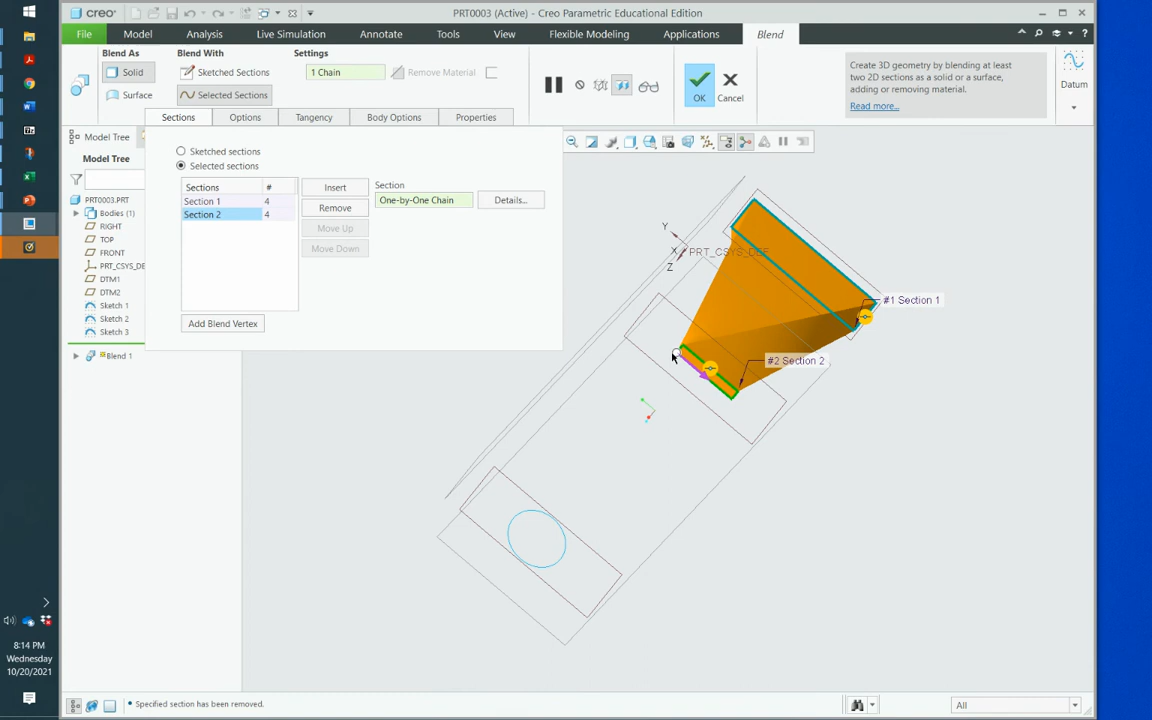 creo
PRT0003 (Active) - Creo Parametric Educational Edition
File
Model
Analysis
Live Simulation
Annotate
Tools
View
Flexible Modeling
Applications
Blend
Blend As
Blend With
Settings
Solid
Sketched Sections
1 Chain
Remove Material
Surface
Selected Sections
OK
Cancel
Create 3D geometry by blending at least
two 2D sections as a solid or a surface,
adding or removing material.
Read more...
Datum
Sections
Options
Tangency
Body Options
Properties
Model Tree
Model Tree
PRT0003.PRT
Bodies (1)
RIGHT
TOP
FRONT
PRT_CSYS_DE
DTM1
DTM2
Sketch 1
Sketch 2
Sketch 3
Blend 1
Sketched sections
Selected sections
Sections #
Section 1 4
Section 2 4
Insert
Remove
Move Up
Move Down
Section
One-by-One Chain
Details...
Add Blend Vertex
Y
X
Z
PRT_CSYS_DEF
#1 Section 1
#2 Section 2
8:14 PM
Wednesday
10/20/2021
• Specified section has been removed.
All